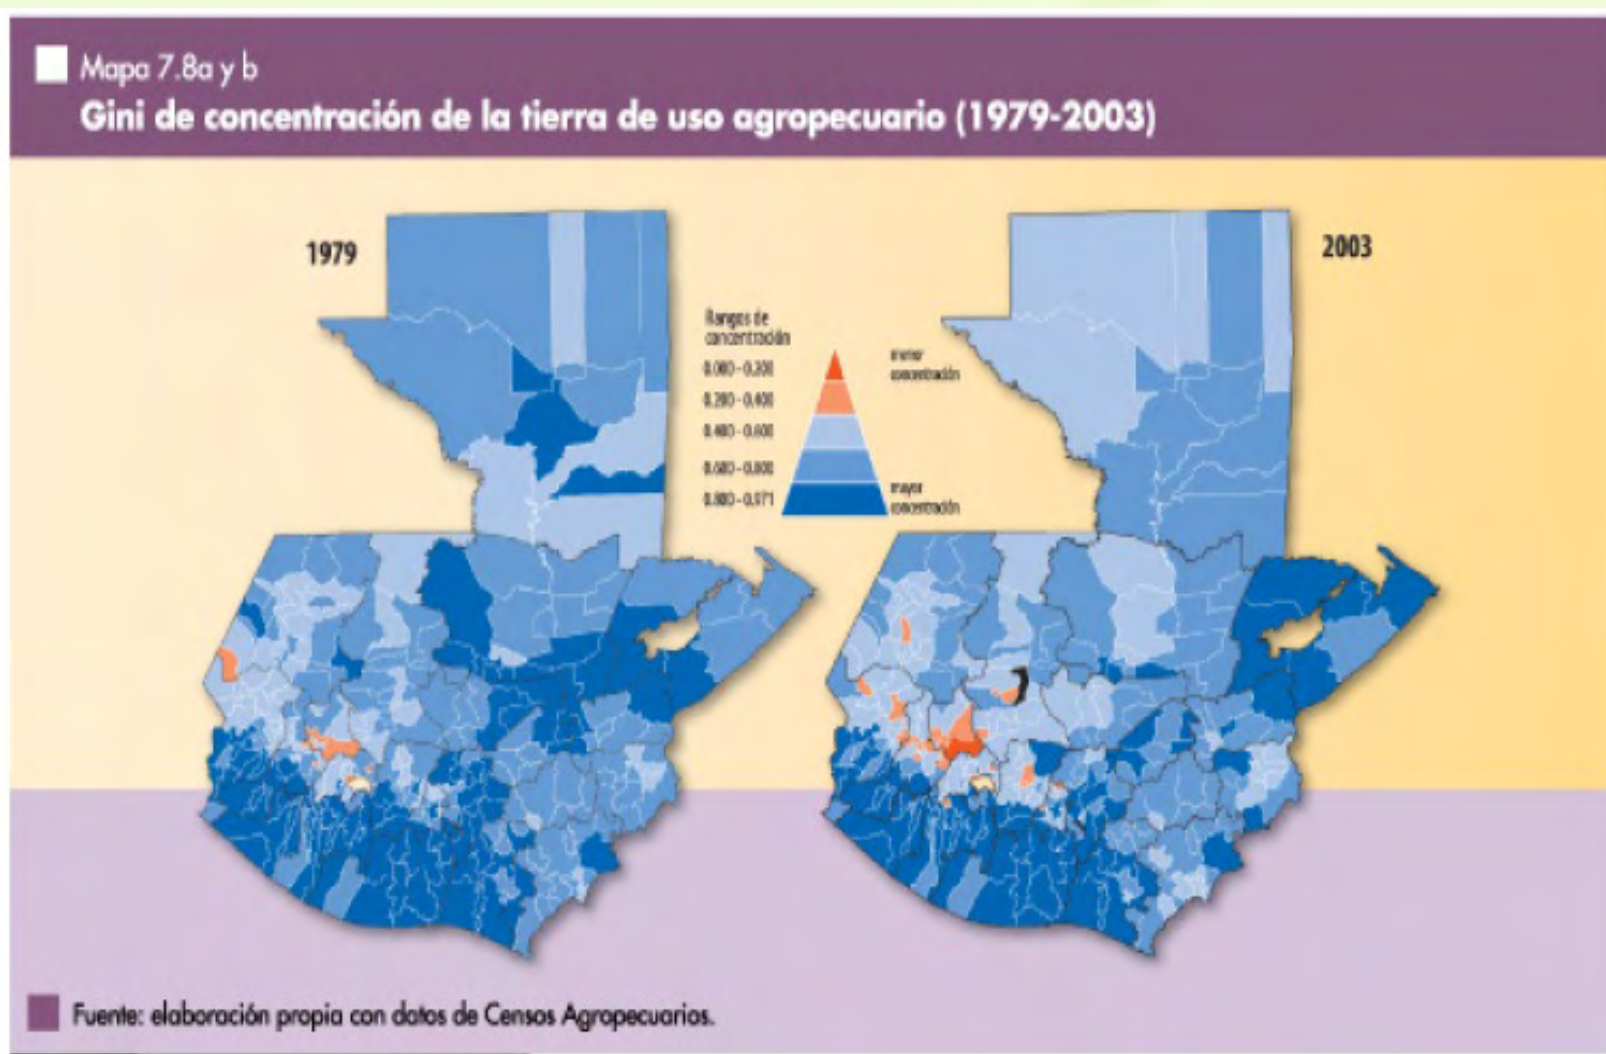 Mapa 7.8a y b
Gini de concentración de la tierra de uso agropecuario (1979-2003)
1979
2003
Rangos de
concentración
0.000 - 0.200
0.200 - 0.400
0.400 - 0.600
0.600 - 0.800
0.800 - 0.971
menor
concentración
mayor
concentración
Fuente: elaboración propia con datos de Censos Agropecuarios.